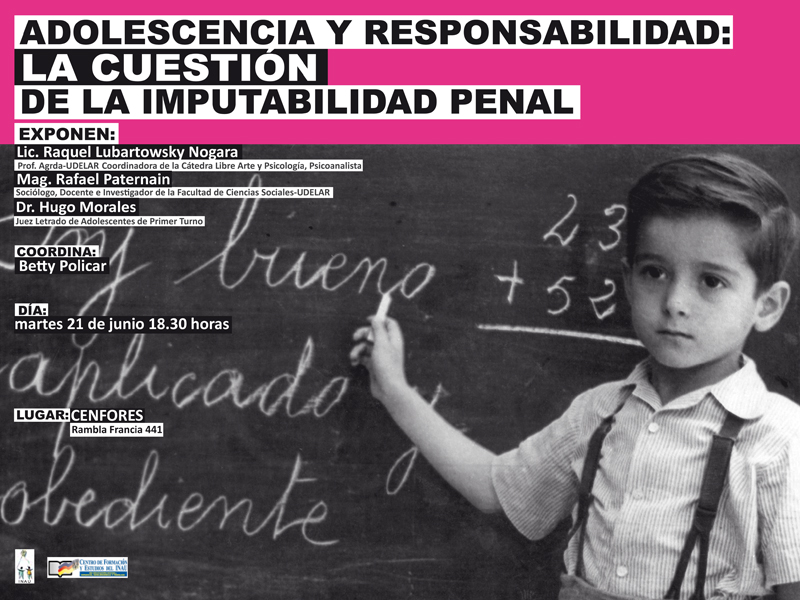 ADOLESCENCIA Y RESPONSABILIDAD:
LA CUESTIÓN
DE LA IMPUTABILIDAD PENAL
EXPONEN:
Lic. Raquel Lubartowsky Nogara
Prof. Agrda-UDELAR Coordinadora de la Cátedra Libre Arte y Psicología, Psicoanalista
Mag. Rafael Paternain
Sociólogo, Docente e Investigador de la Facultad de Ciencias Sociales-UDELAR
Dr. Hugo Morales
Juez Letrado de Adolescentes de Primer Turno
COORDINA:
Betty Policar
DÍA:
martes 21 de junio 18.30 horas
LUGAR: CENFORES
Rambla Francia 441
soy bueno
aplicado y
obediente
23
+ 52
INAU
CENTRO DE FORMACIÓN
Y ESTUDIOS DEL INAU